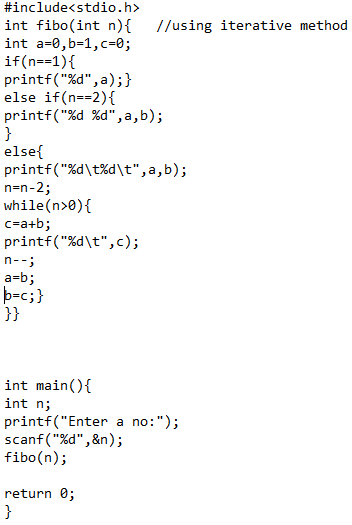 #include<stdio.h>
int fibo(int n){   //using iterative method
int a=0,b=1,c=0;
if(n==1){
printf("%d",a);}
else if(n==2){
printf("%d %d",a,b);
}
else{
printf("%d\t%d\t",a,b);
n=n-2;
while(n>0){
c=a+b;
printf("%d\t",c);
n--;
a=b;
b=c;}
}}
int main(){
int n;
printf("Enter a no:");
scanf("%d",&n);
fibo(n);
return 0;
}